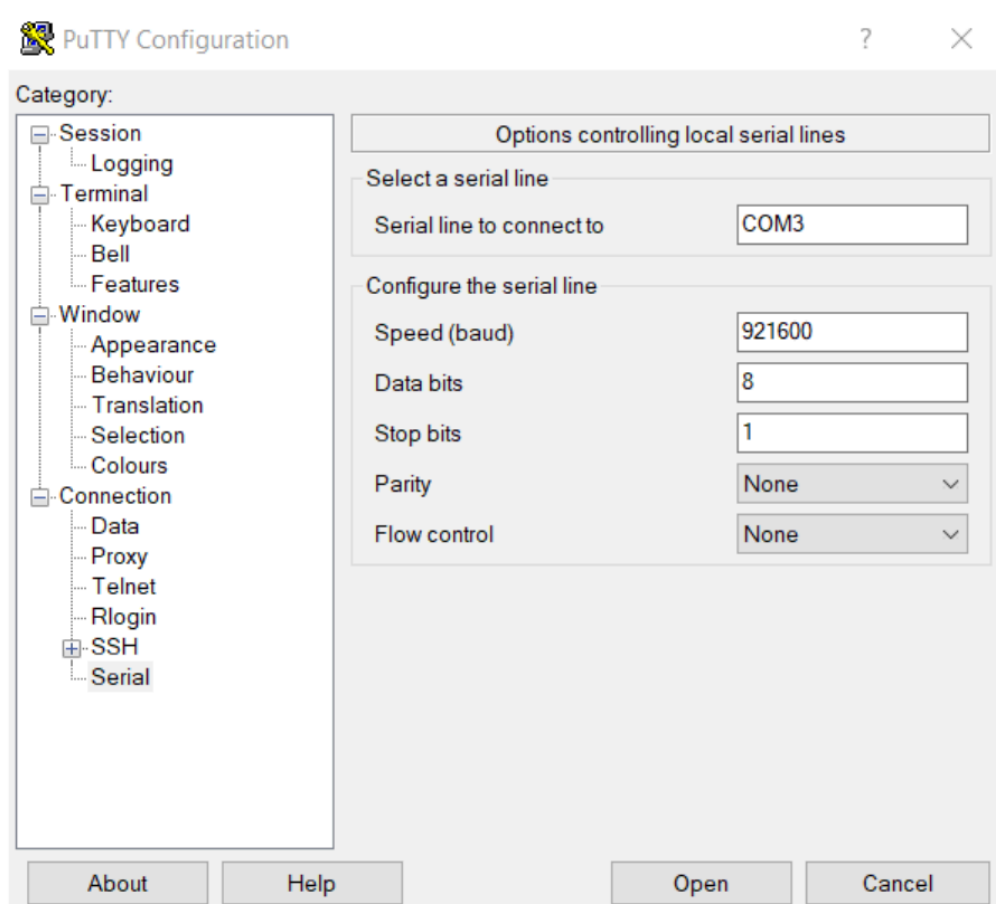 PuTTY Configuration
?
Category:
Session
Logging
Terminal
Keyboard
Bell
Features
Window
Appearance
Behaviour
Translation
Selection
Colours
Connection
Data
Proxy
Telnet
Rlogin
SSH
Serial
Options controlling local serial lines
Select a serial line
Serial line to connect to COM3
Configure the serial line
Speed (baud) 921600
Data bits 8
Stop bits 1
Parity None
Flow control None
About Help Open Cancel